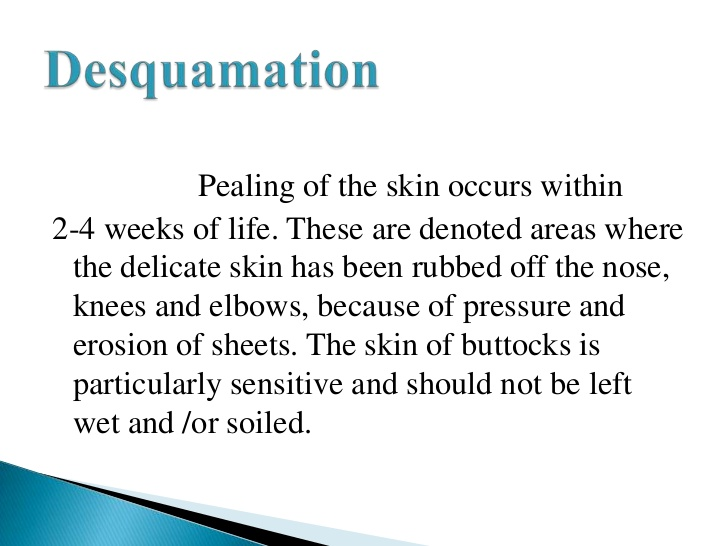 Desquamation
Pealing of the skin occurs within
2-4 weeks of life. These are denoted areas where
the delicate skin has been rubbed off the nose,
knees and elbows, because of pressure and
erosion of sheets. The skin of buttocks is
particularly sensitive and should not be left
wet and /or soiled.